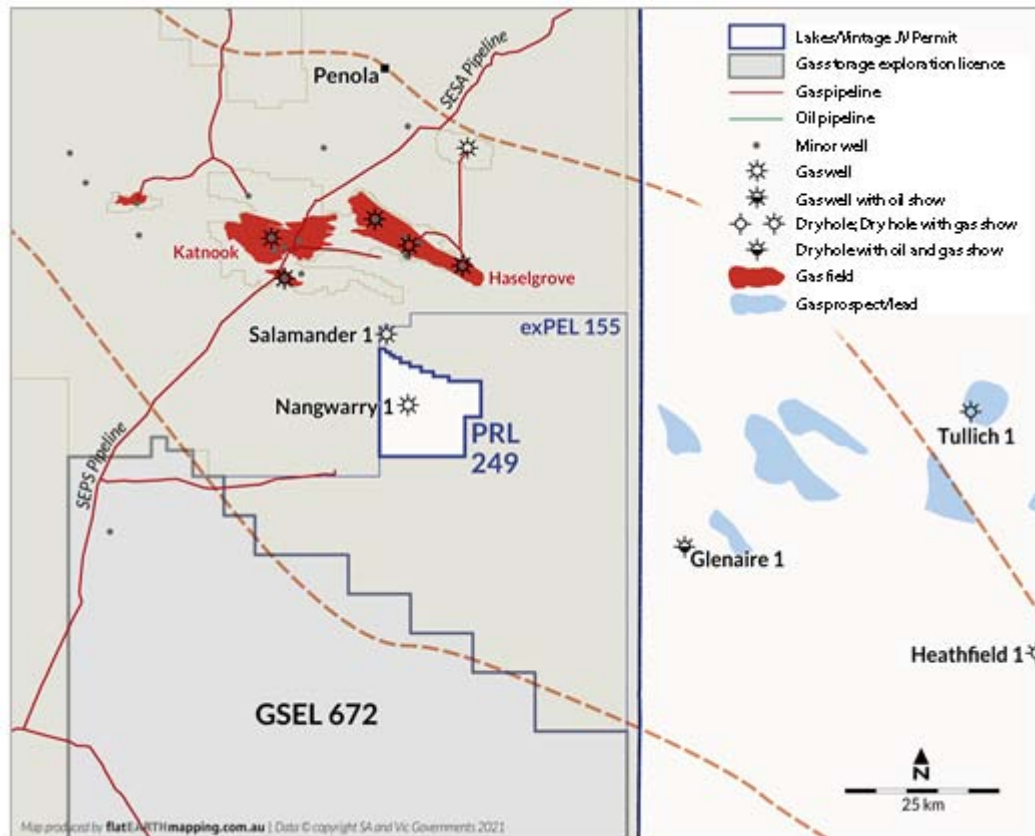 Penola
SESA Pipeline
Katnook
Haselgrove
exPEL 155
Salamander 1
Nangwarry 1
PRL
249
SEPS Pipeline
GSEL 672
Tullich 1
Glenaire 1
Heathfield 1
Lakes/Vintage JV Permit
Gas storage exploration licence
Gas pipeline
Oil pipeline
Minor well
Gas well
Gas well with oil show
Dry hole; Dry hole with gas show
Dry hole with oil and gas show
Gas field
Gas prospect/lead
N
25 km
Map produced by flatEARTHmapping.com.au | Data © copyright SA and Vic Governments 2021